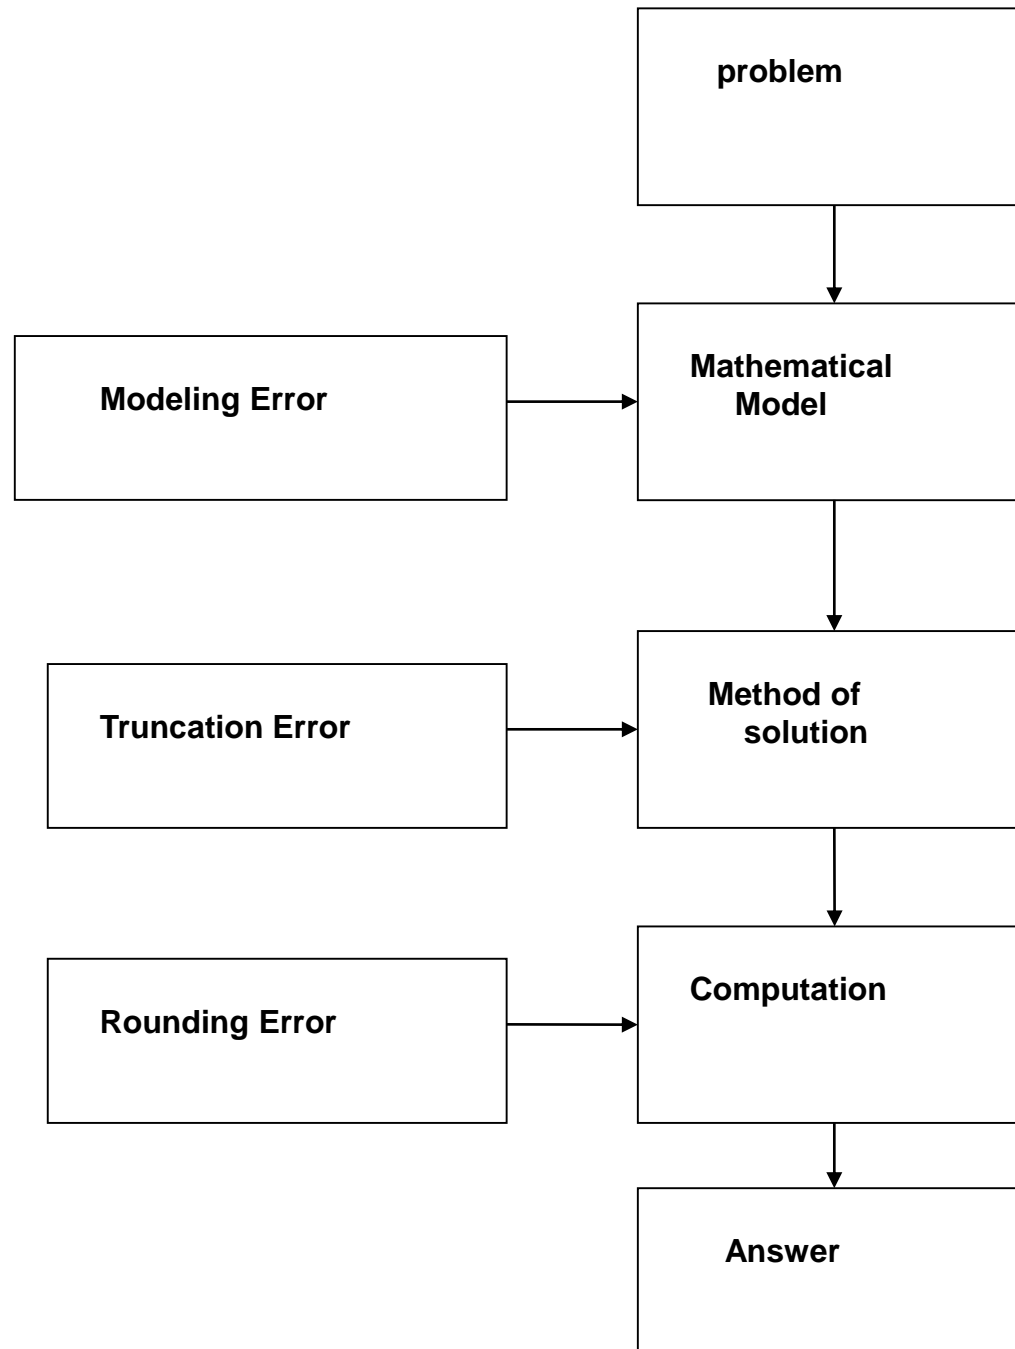 problem
Modeling Error
Mathematical
Model
Truncation Error
Method of
solution
Rounding Error
Computation
Answer